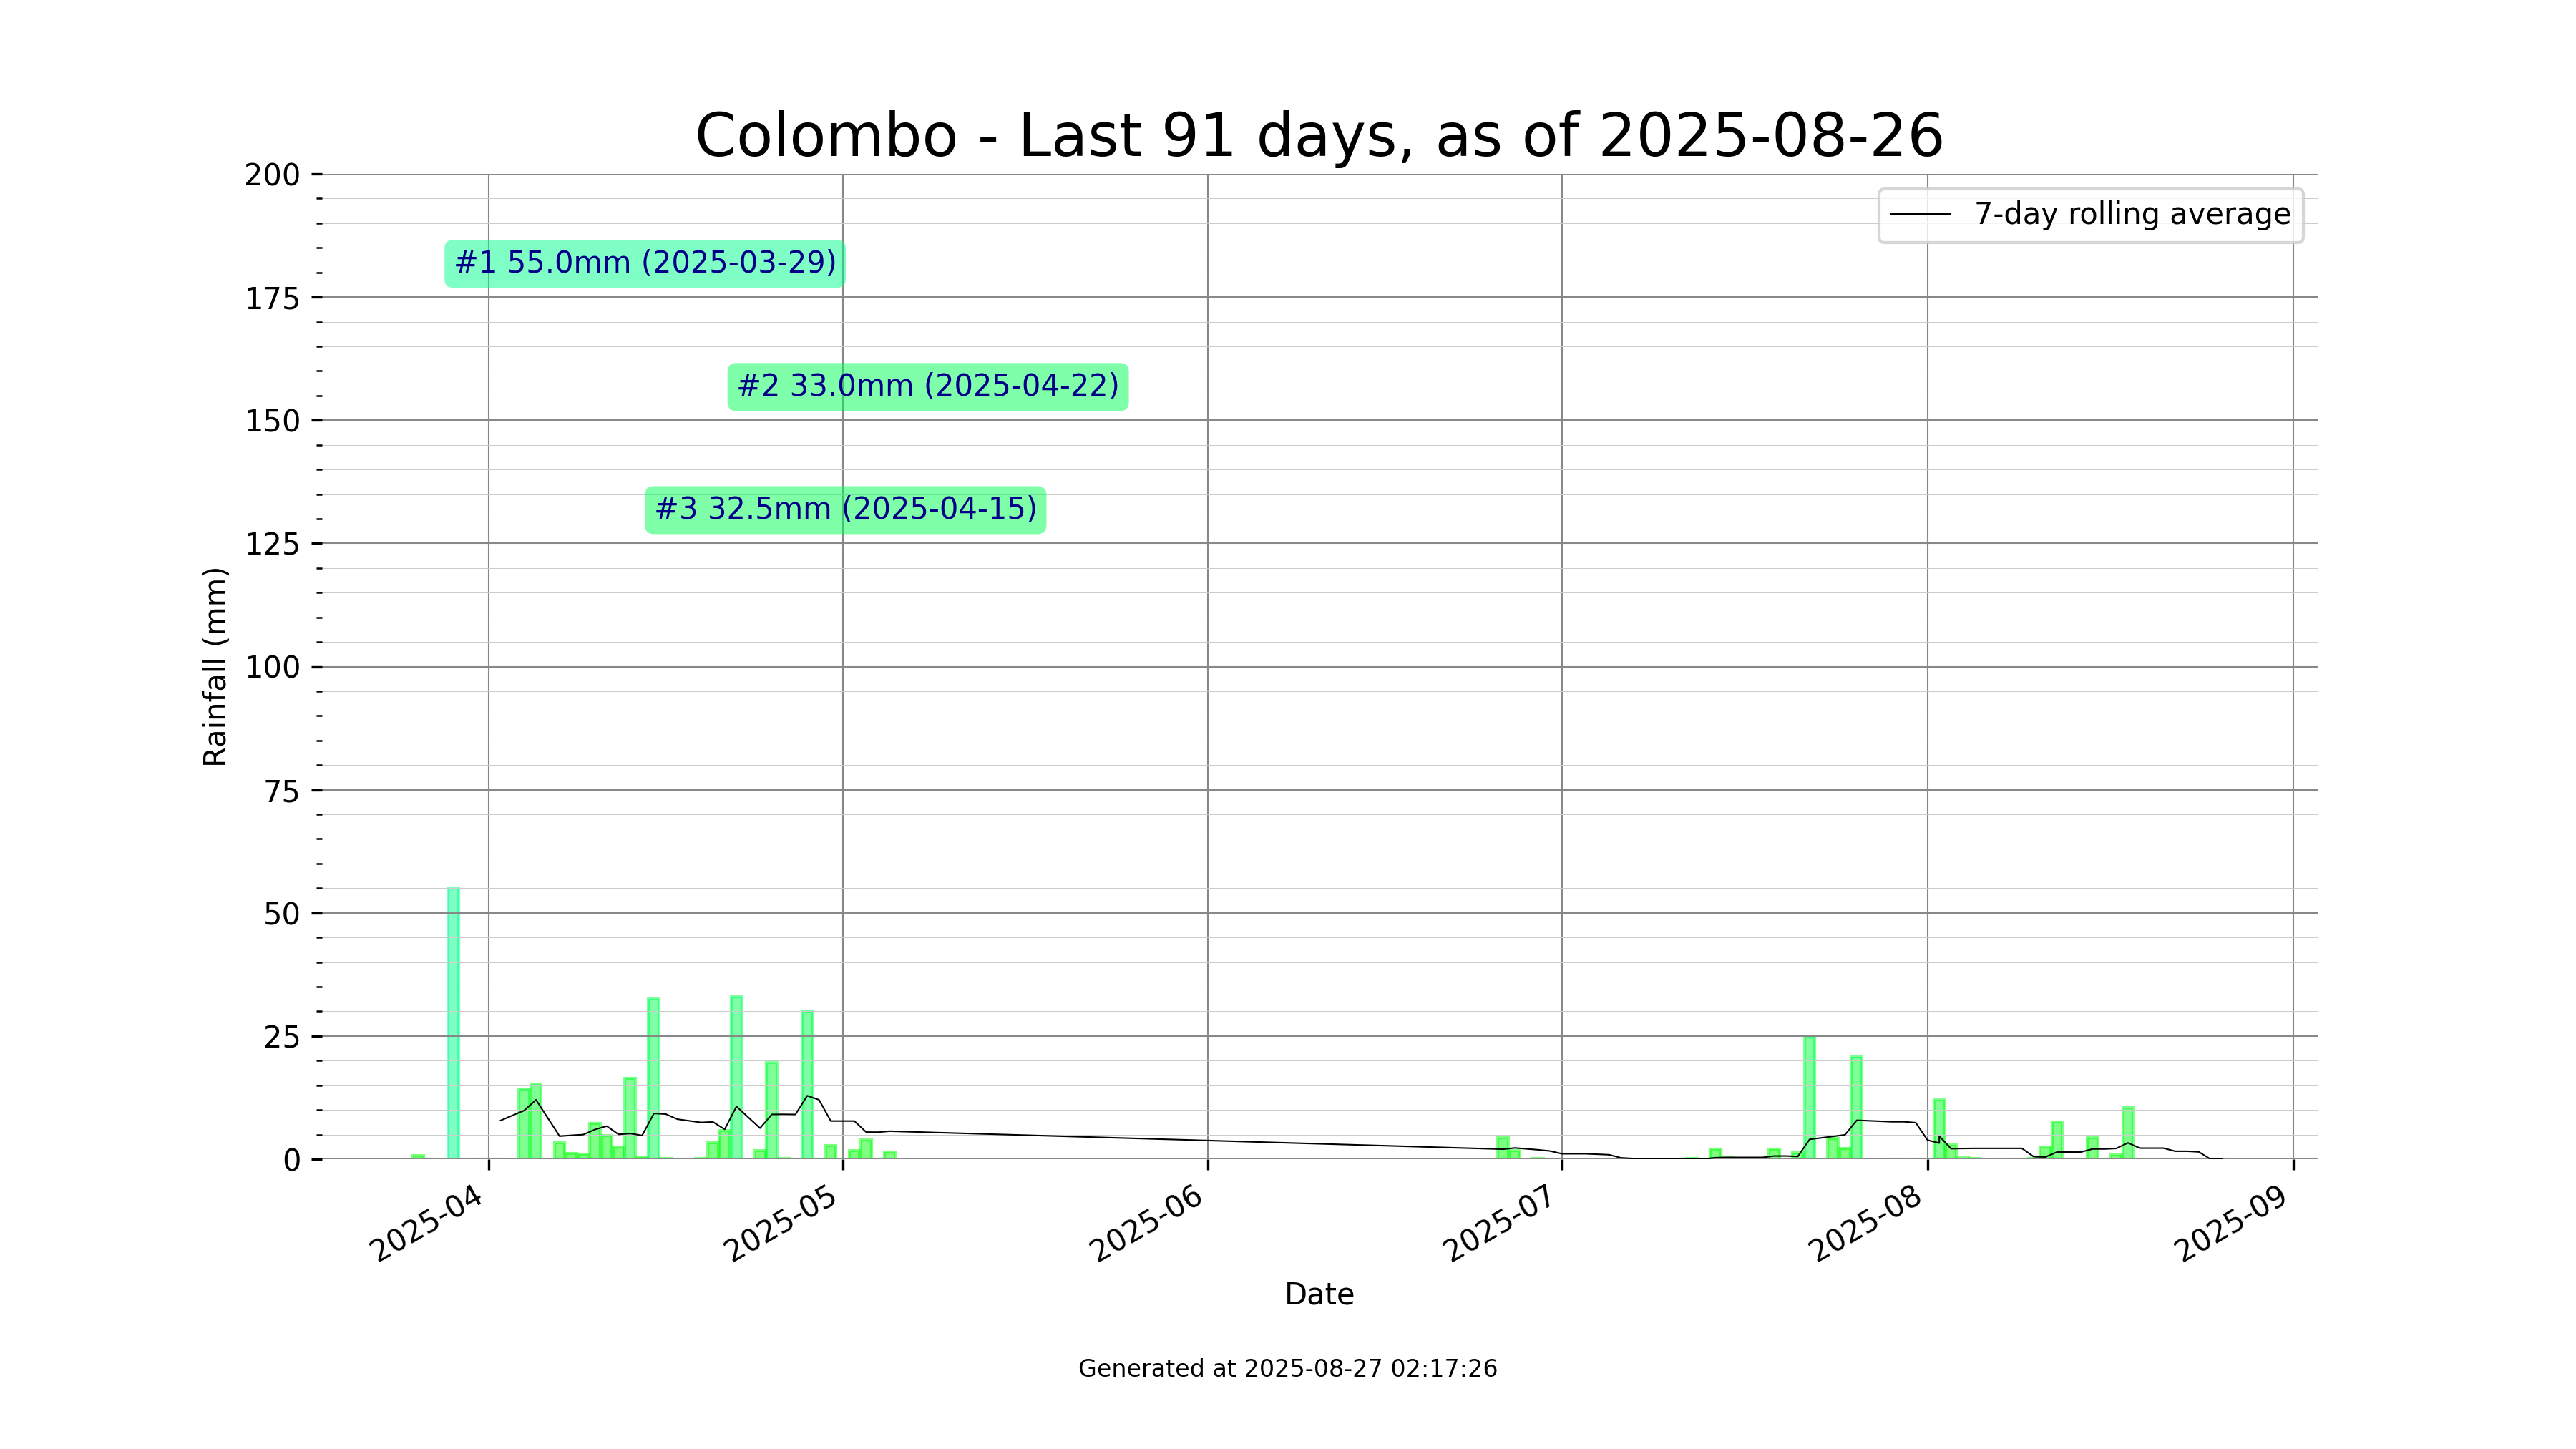 Colombo - Last 91 days, as of 2025-08-26
7-day rolling average
#1 55.0mm (2025-03-29)
#2 33.0mm (2025-04-22)
#3 32.5mm (2025-04-15)
Rainfall (mm)
200
175
150
125
100
75
50
25
0
2025-04
2025-05
2025-06
2025-07
2025-08
2025-09
Date
Generated at 2025-08-27 02:17:26